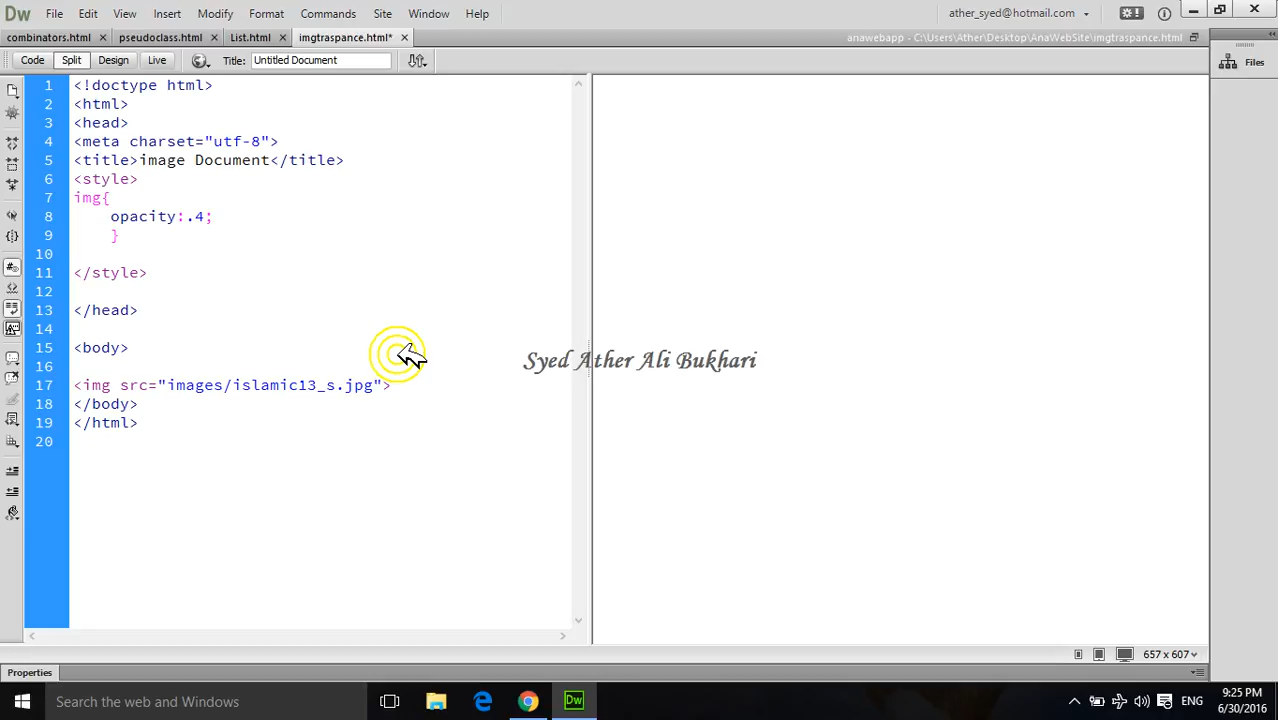 Dw File Edit View Insert Modify Format Commands Site Window Help ather_syed@hotmail.com
combinators.html × pseudoclass.html × List.html × imgtraspance.html* × anawebapp - C:\Users\Ather\Desktop\AnaWebSite\imgtraspance.html
Code Split Design Live Title: Untitled Document
Files
1 <!doctype html>
2 <html>
3 <head>
4 <meta charset="utf-8">
5 <title>image Document</title>
6 <style>
7 img{
8 opacity:.4;
9 }
10
11 </style>
12
13 </head>
14
15 <body>
16
17 <img src="images/islamic13_s.jpg">
18 </body>
19 </html>
20
Syed Ather Ali Bukhari
657 x 607
Properties
Search the web and Windows
Dw
ENG
9:25 PM
6/30/2016